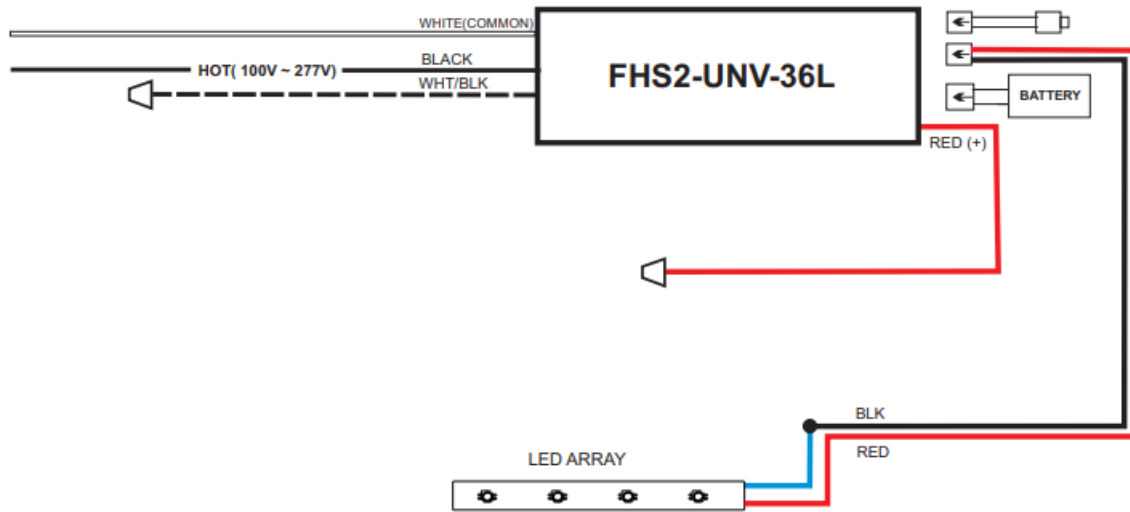 WHITE(COMMON)
BLACK
HOT( 100V ~ 277V)
WHT/BLK
FHS2-UNV-36L
BATTERY
RED (+)
BLK
RED
LED ARRAY